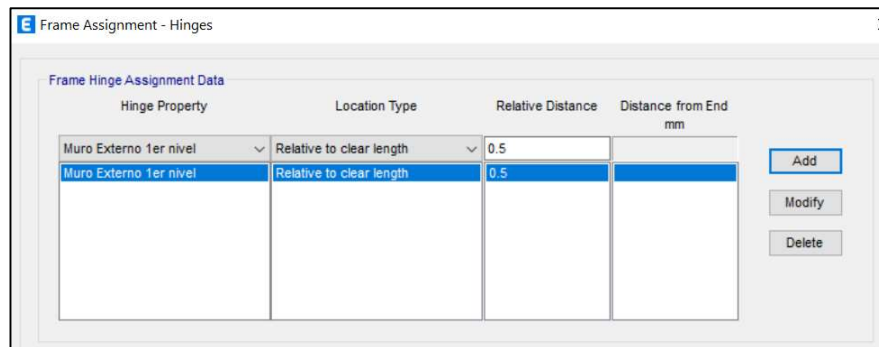 E Frame Assignment - Hinges
Frame Hinge Assignment Data
Hinge Property Location Type Relative Distance Distance from End
mm
Muro Externo 1er nivel Relative to clear length 0.5
Muro Externo 1er nivel Relative to clear length 0.5
Add
Modify
Delete